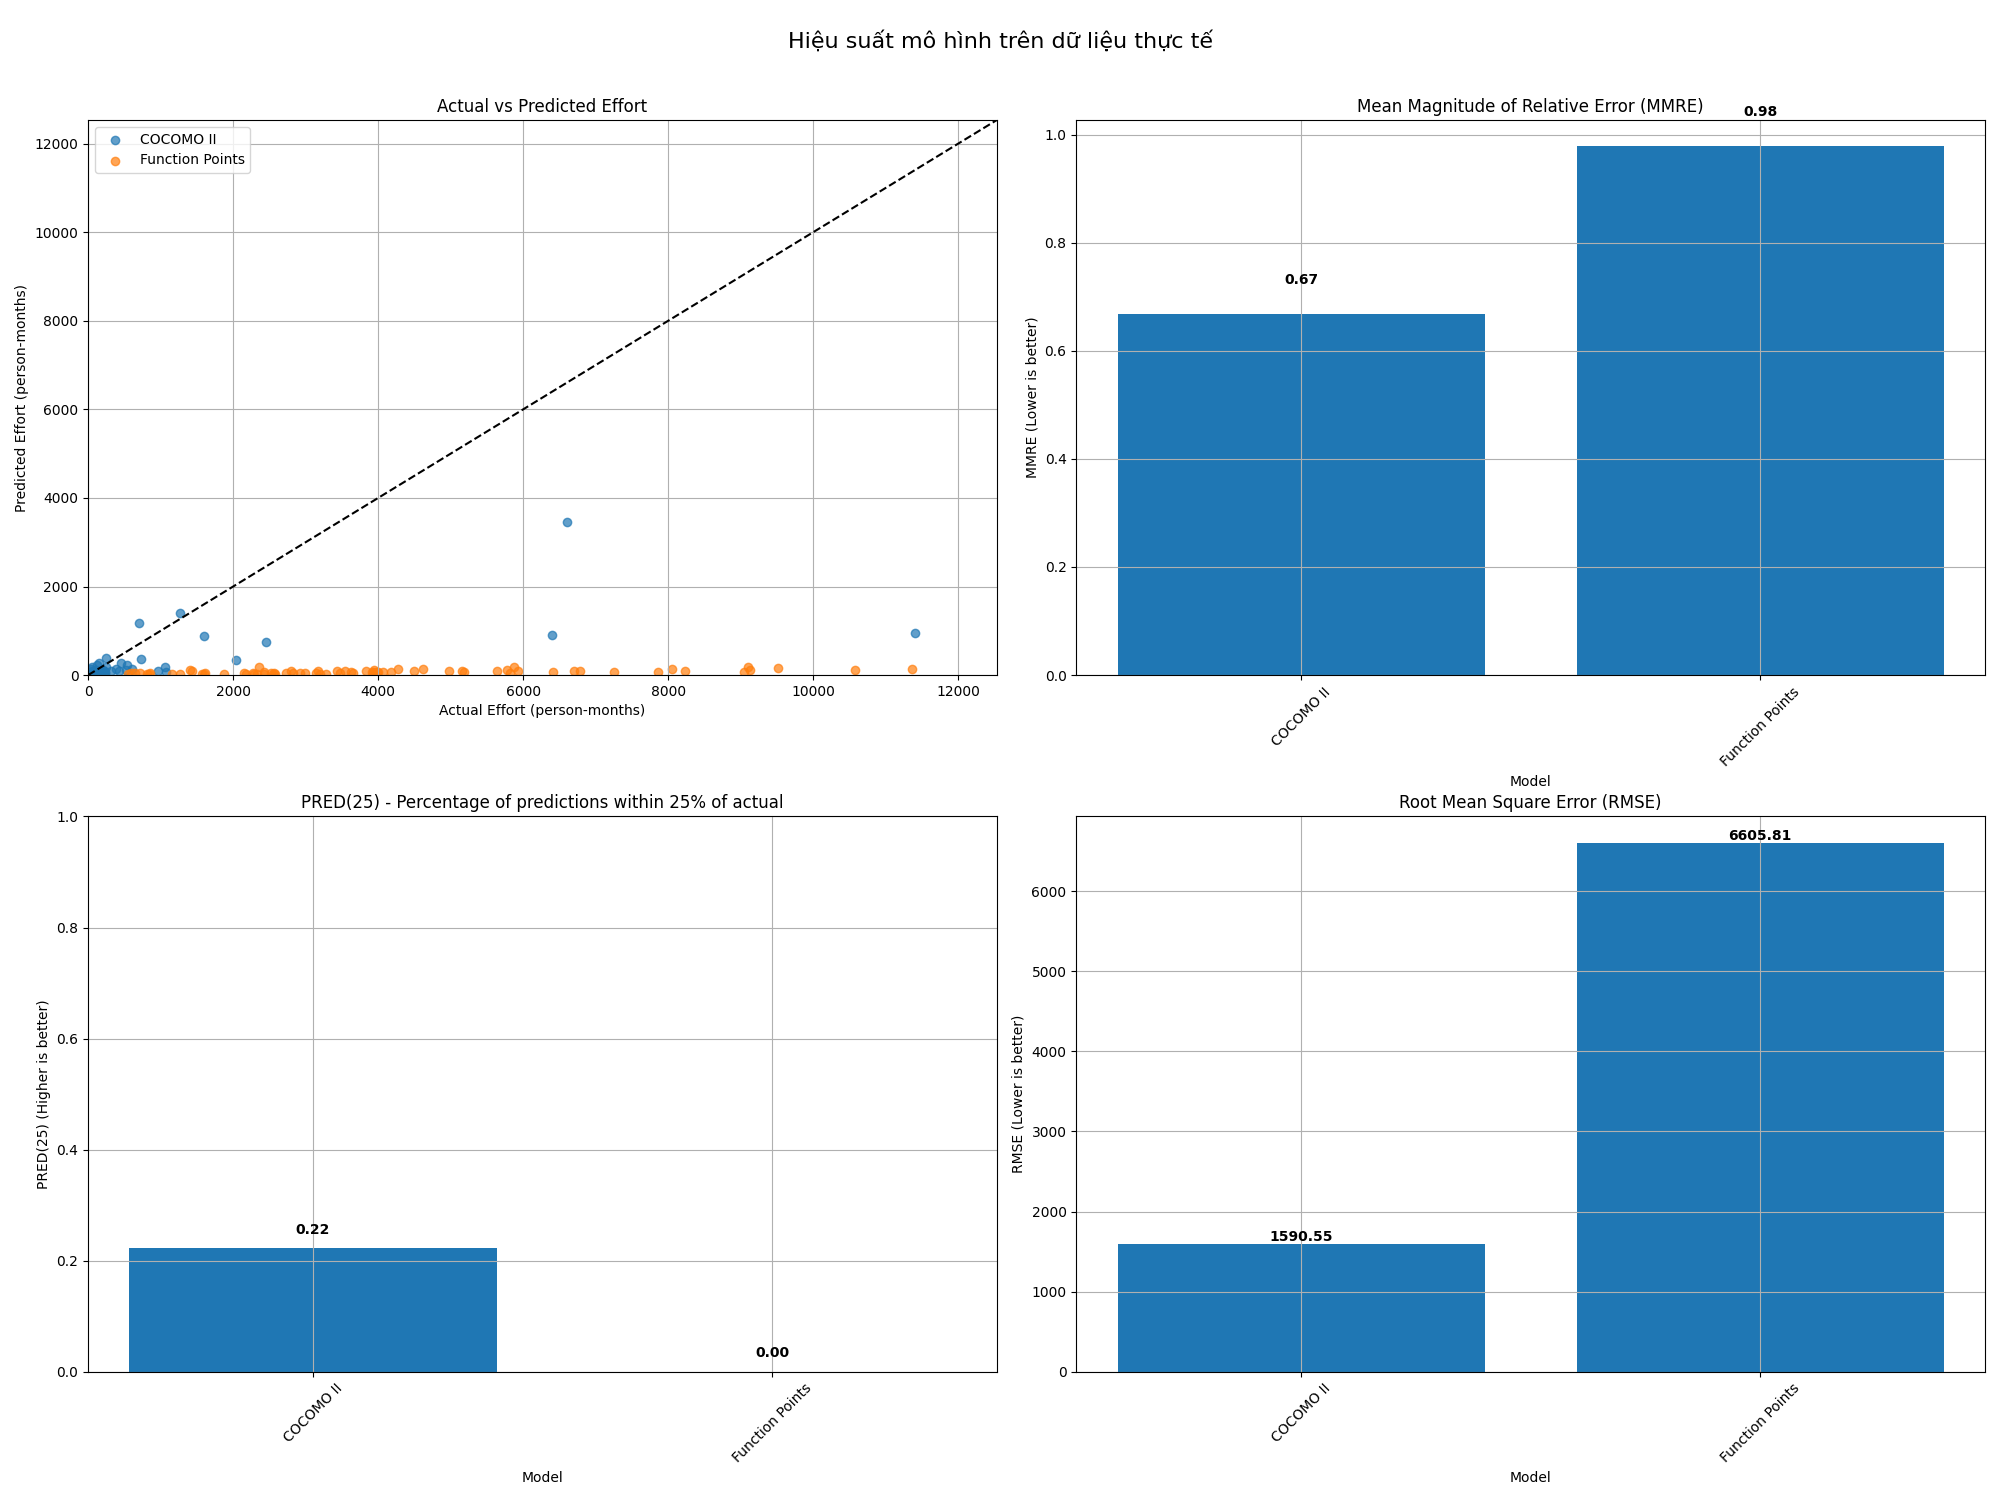 Hiệu suất mô hình trên dữ liệu thực tế
Actual vs Predicted Effort
COCOMO II
Function Points
12000
10000
8000
6000
4000
2000
0
Predicted Effort (person-months)
0 2000 4000 6000 8000 10000 12000
Actual Effort (person-months)
Mean Magnitude of Relative Error (MMRE)
0.98
0.67
1.0
0.8
0.6
0.4
0.2
0.0
MMRE (Lower is better)
COCOMO II
Function Points
Model
PRED(25) - Percentage of predictions within 25% of actual
1.0
0.8
0.6
0.4
0.2
0.0
PRED(25) (Higher is better)
0.22
0.00
COCOMO II
Function Points
Model
Root Mean Square Error (RMSE)
6605.81
1590.55
6000
5000
4000
3000
2000
1000
0
RMSE (Lower is better)
COCOMO II
Function Points
Model